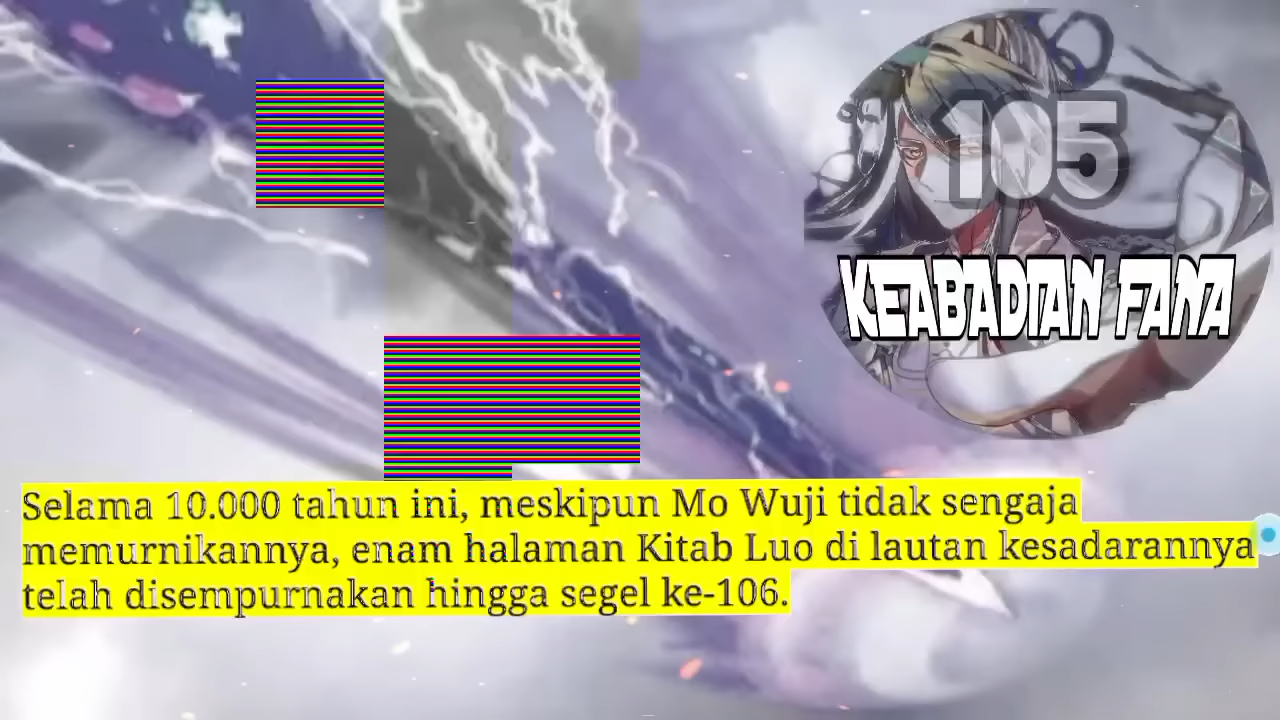 105
KEABADIAN FANA
Selama 10.000 tahun ini, meskipun Mo Wuji tidak sengaja
memurnikannya, enam halaman Kitab Luo di lautan kesadarannya
telah disempurnakan hingga segel ke-106.